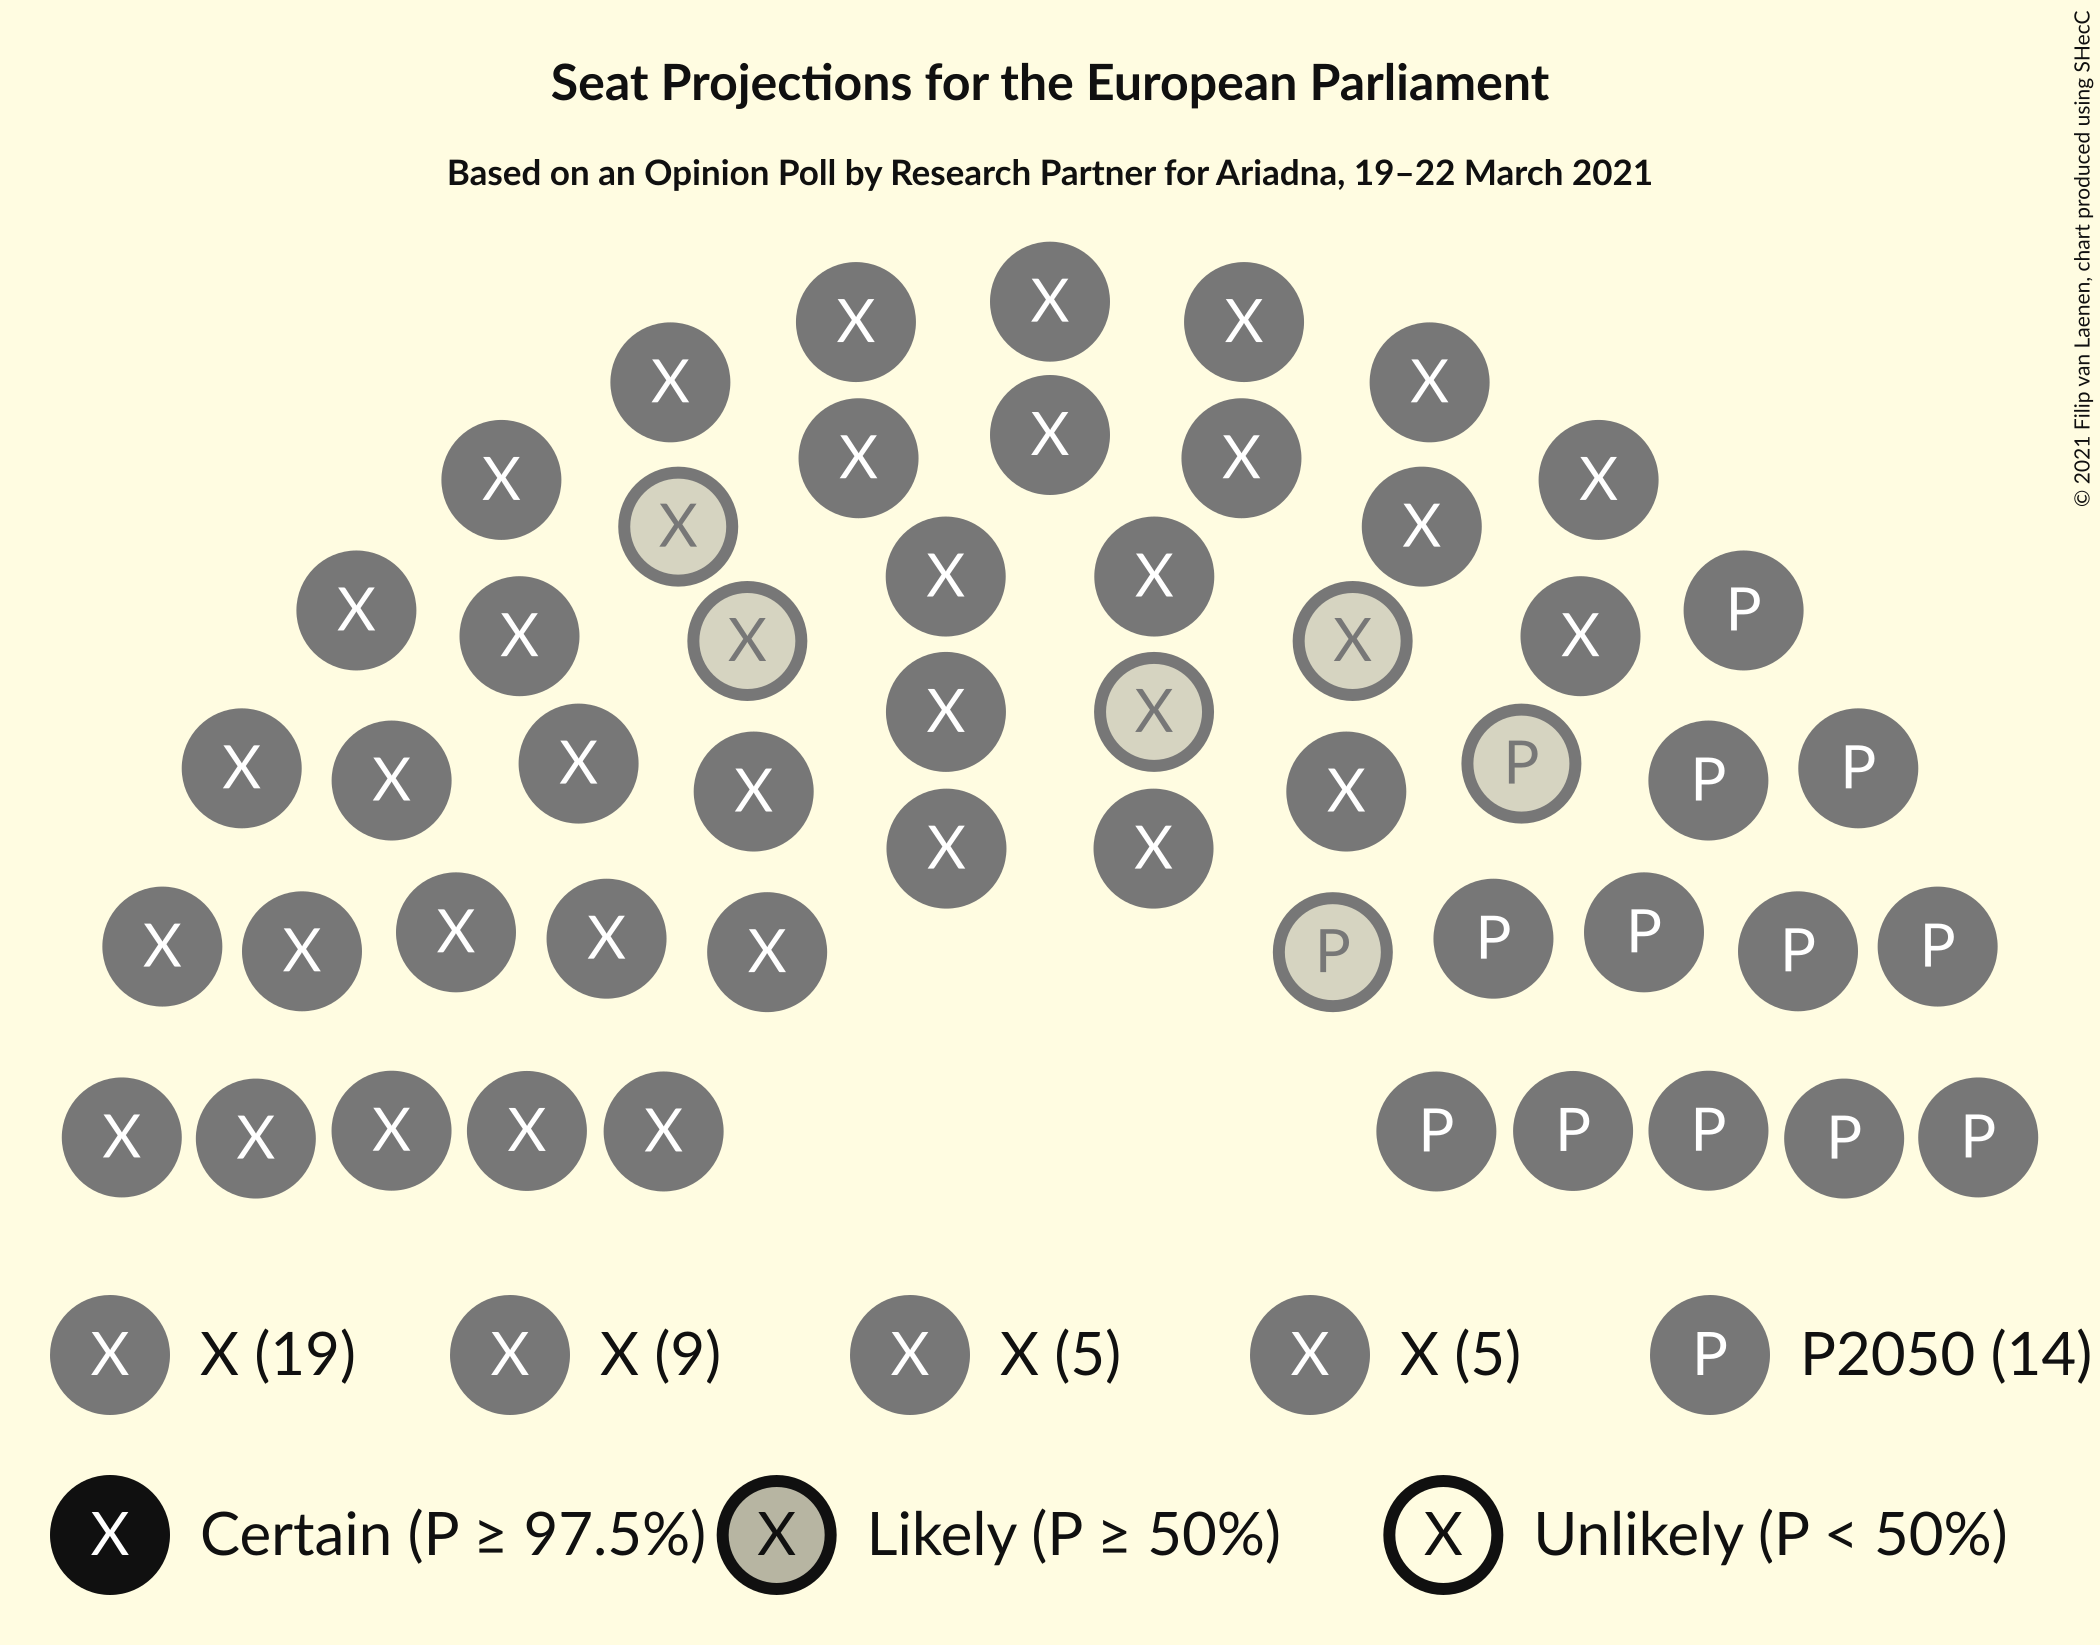 Seat Projections for the European Parliament
Based on an Opinion Poll by Research Partner for Ariadna, 19–22 March 2021
© 2021 Filip van Laenen, chart produced using SHecC
X
X X
X X
X
X X
X X
X X
X X
X X X
X X
X X P
X X X
X P
X X X X P P
X X
X X X P P P P
X X X P
X X X X X P P P P P
X X (19) X X (9) X X (5) X X (5) P P2050 (14)
X Certain (P ≥ 97.5%) X Likely (P ≥ 50%) X Unlikely (P < 50%)